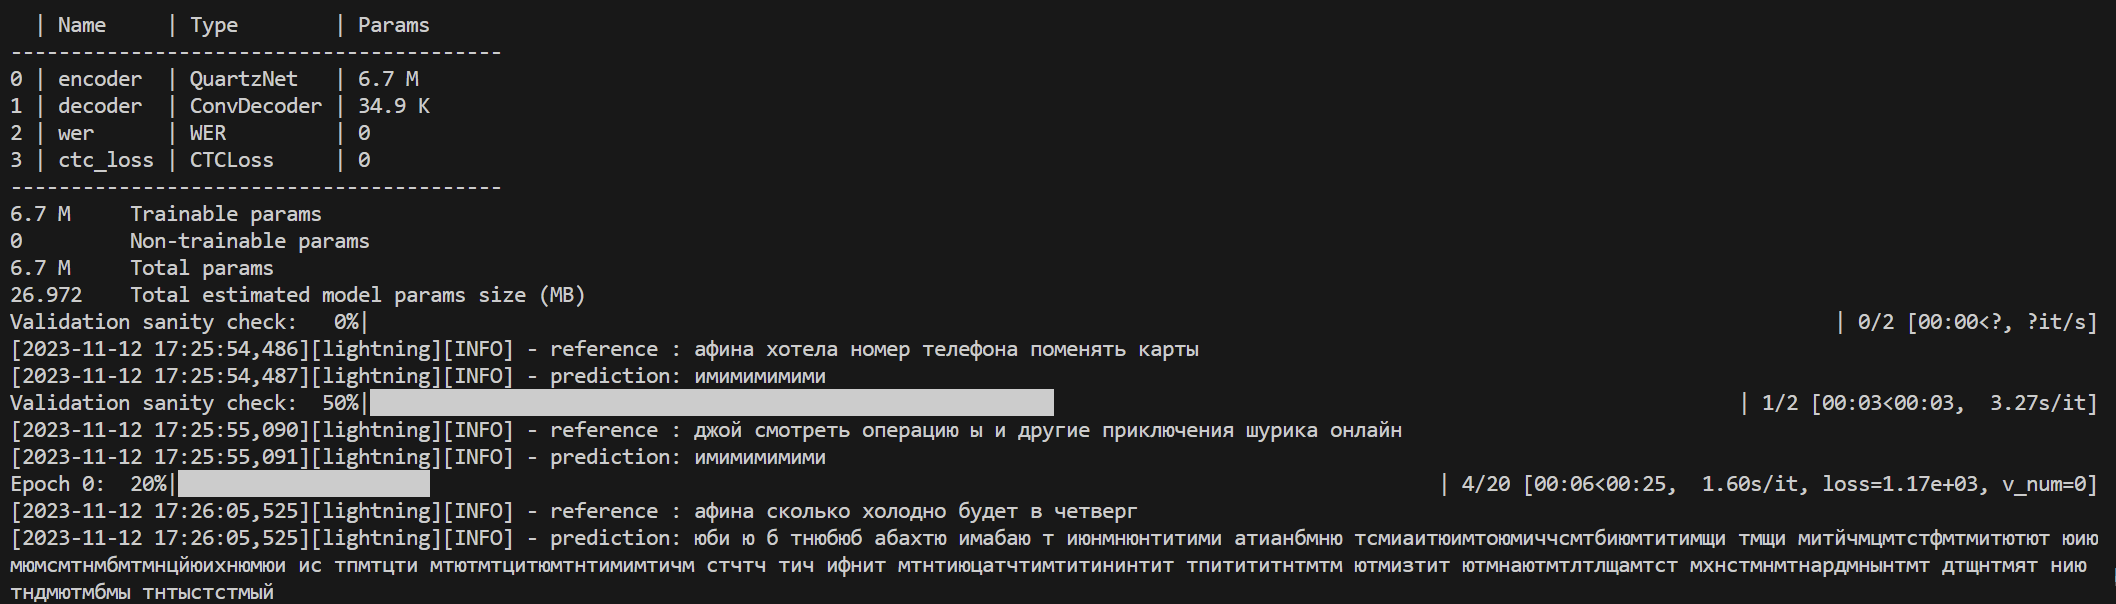 | Name     | Type        | Params
-----------------------------------------
0 | encoder  | QuartzNet   | 6.7 M
1 | decoder  | ConvDecoder | 34.9 K
2 | wer      | WER         | 0
3 | ctc_loss | CTCLoss     | 0
-----------------------------------------
6.7 M     Trainable params
0         Non-trainable params
6.7 M     Total params
26.972    Total estimated model params size (MB)
Validation sanity check:   0%| | 0/2 [00:00<?, ?it/s]
[2023-11-12 17:25:54,486][lightning][INFO] - reference : афина хотела номер телефона поменять карты
[2023-11-12 17:25:54,487][lightning][INFO] - prediction: имимимимими
Validation sanity check:  50%| | 1/2 [00:03<00:03,  3.27s/it]
[2023-11-12 17:25:55,090][lightning][INFO] - reference : джой смотреть операцию ы и другие приключения шурика онлайн
[2023-11-12 17:25:55,091][lightning][INFO] - prediction: имимимимими
Epoch 0:  20%| | 4/20 [00:06<00:25,  1.60s/it, loss=1.17e+03, v_num=0]
[2023-11-12 17:26:05,525][lightning][INFO] - reference : афина сколько холодно будет в четверг
[2023-11-12 17:26:05,525][lightning][INFO] - prediction: юби ю б тнюбюб абахтю имабаю т июнмнюнтитими атианбмню тсмиаитюимтоюмиччсмтбиюмтитимщи тмщи митйчмцмтстфмтмитютют юию
мюмсмтнмбмтмнцйюихнюмюи ис тпмтцти мтютмтцитюмтнтимимтичм стчтч тич ифнит мтнтиюцатчтимтитининтит тпитититнтмтм ютмизтит ютмнаютмтлтлщамтст мхнстмнмтнардмнынтмт дтщнтмят нию
тндмютмбмы тнтыстстмый